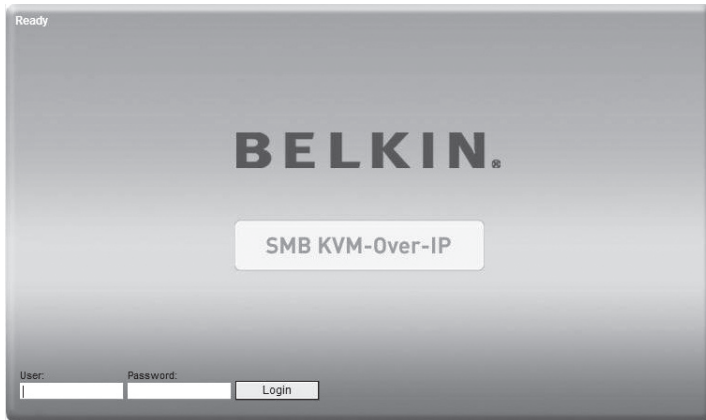 Ready
BELKIN®
SMB KVM-Over-IP
User: Password:
Login